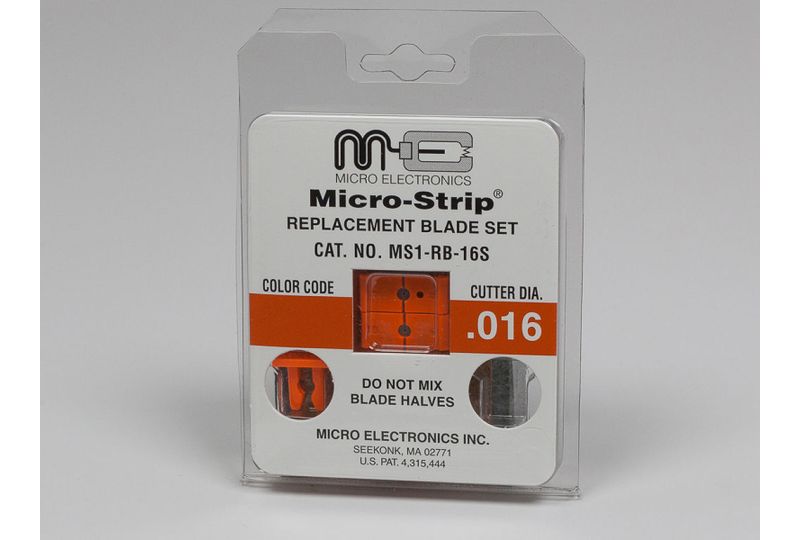 ME
MICRO ELECTRONICS
Micro-Strip®
REPLACEMENT BLADE SET
CAT. NO. MS1-RB-16S
COLOR CODE
CUTTER DIA.
.016
DO NOT MIX
BLADE HALVES
MICRO ELECTRONICS INC.
SEEKONK, MA 02771
U.S. PAT. 4,315,444